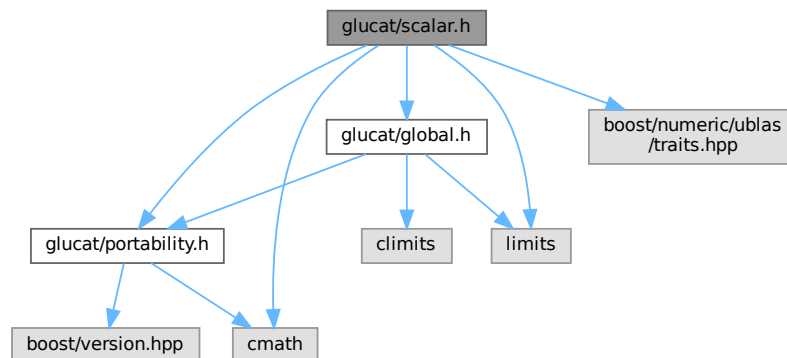 glucat/scalar.h
boost/numeric/ublas
/traits.hpp
glucat/global.h
glucat/portability.h
climits
limits
boost/version.hpp
cmath